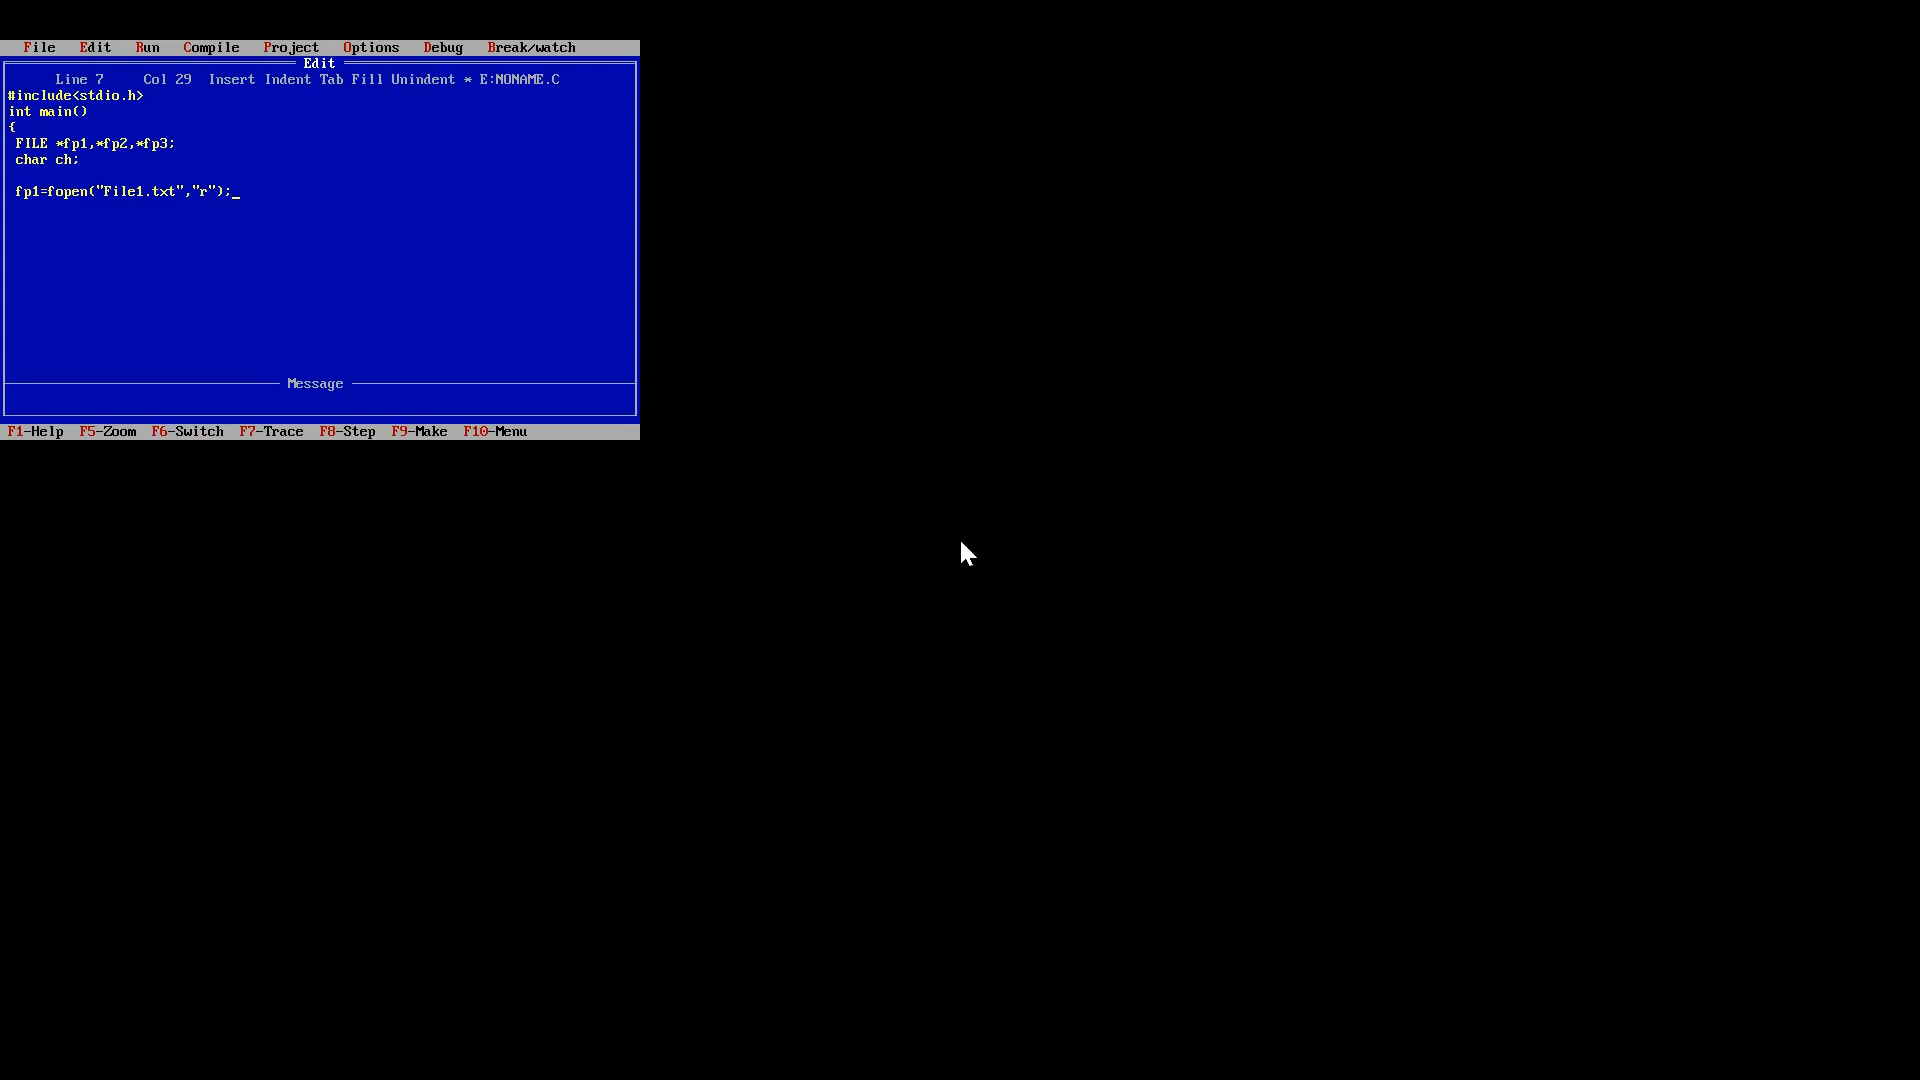 File Edit Run Compile Project Options Debug Break/watch
Edit
Line 7 Col 29 Insert Indent Tab Fill Unindent * E:NONAME.C
#include<stdio.h>
int main()
{
FILE *fp1,*fp2,*fp3;
char ch;
fp1=fopen("File1.txt","r");_
Message
F1-Help F5-Zoom F6-Switch F7-Trace F8-Step F9-Make F10-Menu